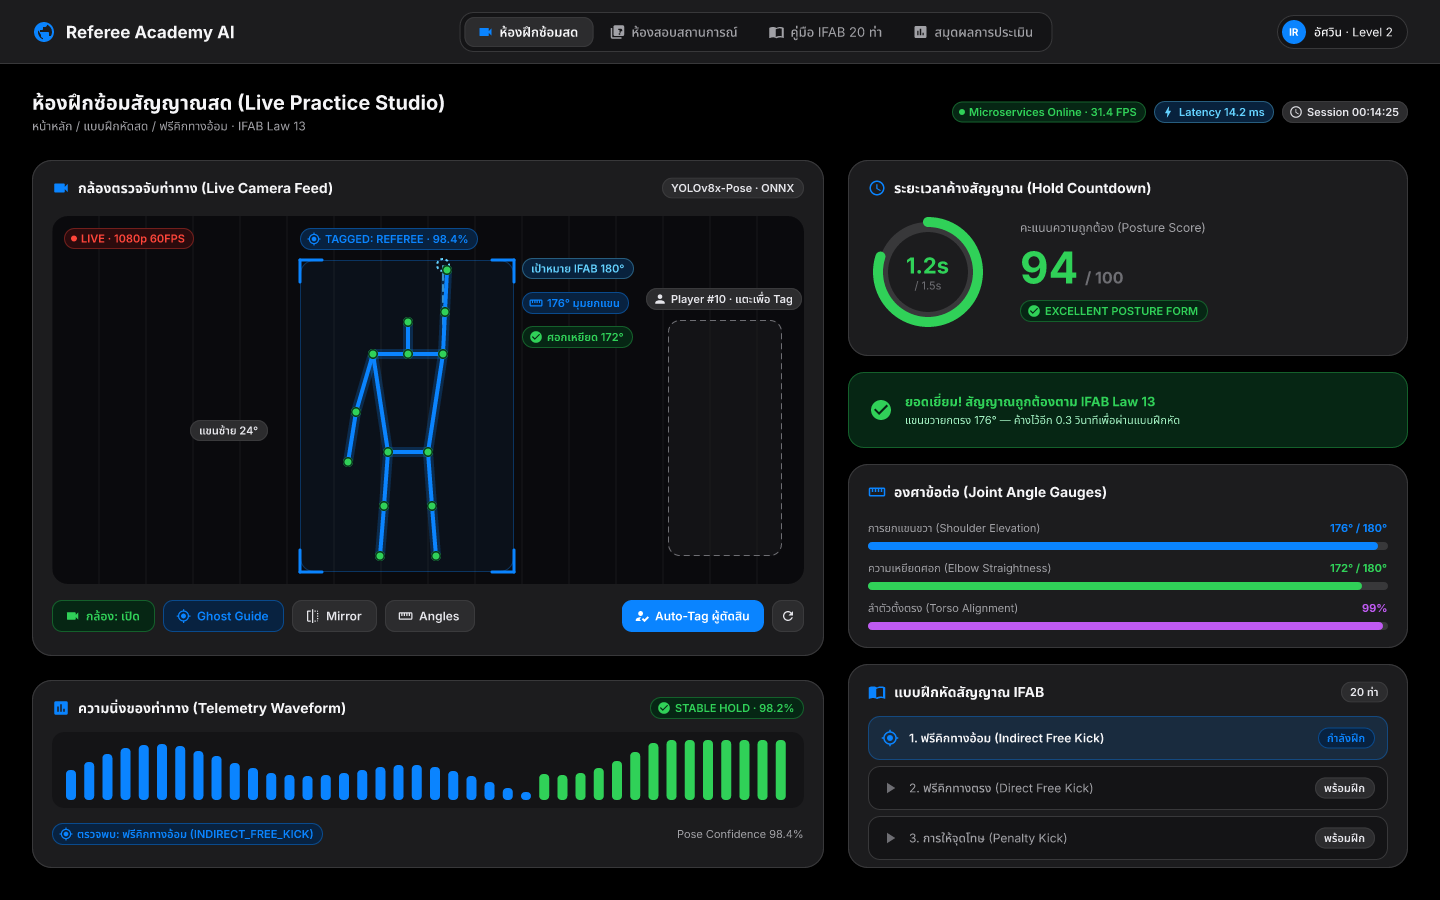 Referee Academy AI
ห้องฝึกซ้อมสด
ห้องสอบสถานการณ์
คู่มือ IFAB 20 ท่า
สมุดผลการประเมิน
IR
อัศวิน · Level 2
ห้องฝึกซ้อมสัญญาณสด (Live Practice Studio)
หน้าหลัก / แบบฝึกหัดสด / ฟรีคิกทางอ้อม · IFAB Law 13
Microservices Online · 31.4 FPS
Latency 14.2 ms
Session 00:14:25
กล้องตรวจจับท่าทาง (Live Camera Feed)
YOLOv8x-Pose · ONNX
LIVE · 1080p 60FPS
TAGGED: REFEREE · 98.4%
เป้าหมาย IFAB 180°
176° มุมยกแขน
Player #10 · แตะเพื่อ Tag
ศอกเหยียด 172°
แขนซ้าย 24°
กล้อง: เปิด
Ghost Guide
Mirror
Angles
Auto-Tag ผู้ตัดสิน
ความนิ่งของท่าทาง (Telemetry Waveform)
STABLE HOLD · 98.2%
ตรวจพบ: ฟรีคิกทางอ้อม (INDIRECT_FREE_KICK)
Pose Confidence 98.4%
ระยะเวลาค้างสัญญาณ (Hold Countdown)
1.2s
/ 1.5s
คะแนนความถูกต้อง (Posture Score)
94 / 100
EXCELLENT POSTURE FORM
ยอดเยี่ยม! สัญญาณถูกต้องตาม IFAB Law 13
แขนขวายกตรง 176° — ค้างไว้อีก 0.3 วินาทีเพื่อผ่านแบบฝึกหัด
องศาข้อต่อ (Joint Angle Gauges)
การยกแขนขวา (Shoulder Elevation)
176° / 180°
ความเหยียดศอก (Elbow Straightness)
172° / 180°
ลำตัวตั้งตรง (Torso Alignment)
99%
แบบฝึกหัดสัญญาณ IFAB
20 ท่า
1. ฟรีคิกทางอ้อม (Indirect Free Kick)
กำลังฝึก
2. ฟรีคิกทางตรง (Direct Free Kick)
พร้อมฝึก
3. การให้จุดโทษ (Penalty Kick)
พร้อมฝึก